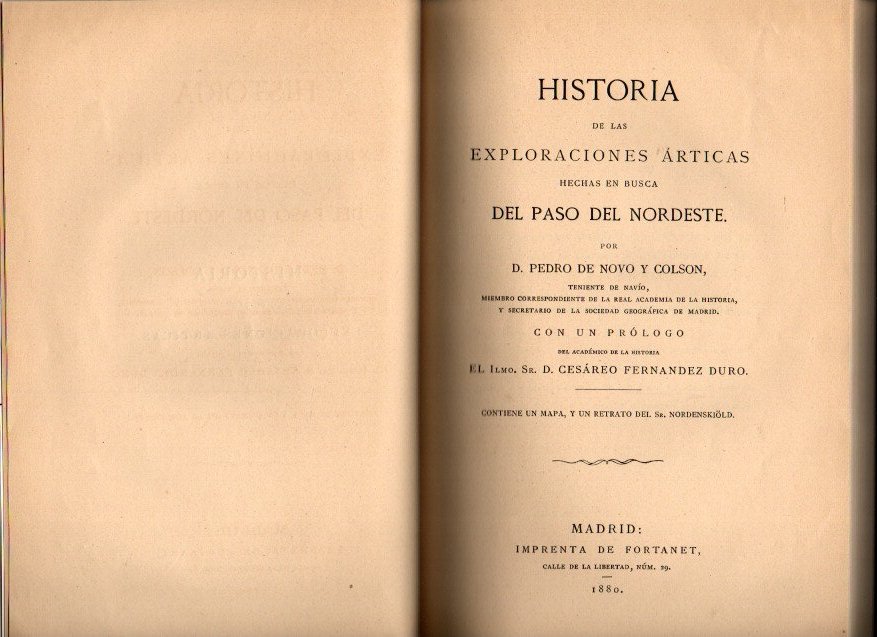 HISTORIA
DE LAS
EXPLORACIONES ÁRTICAS
HECHAS EN BUSCA
DEL PASO DEL NORDESTE.
POR
D. PEDRO DE NOVO Y COLSON,
TENIENTE DE NAVÍO,
MIEMBRO CORRESPONDIENTE DE LA REAL ACADEMIA DE LA HISTORIA,
Y SECRETARIO DE LA SOCIEDAD GEOGRÁFICA DE MADRID.
CON UN PRÓLOGO
DEL ACADÉMICO DE LA HISTORIA
EL ILMO. SR. D. CESÁREO FERNANDEZ DURO.
CONTIENE UN MAPA, Y UN RETRATO DEL SR. NORDENSKIÖLD.
MADRID:
IMPRENTA DE FORTANET,
CALLE DE LA LIBERTAD, NÚM. 29.
1880.